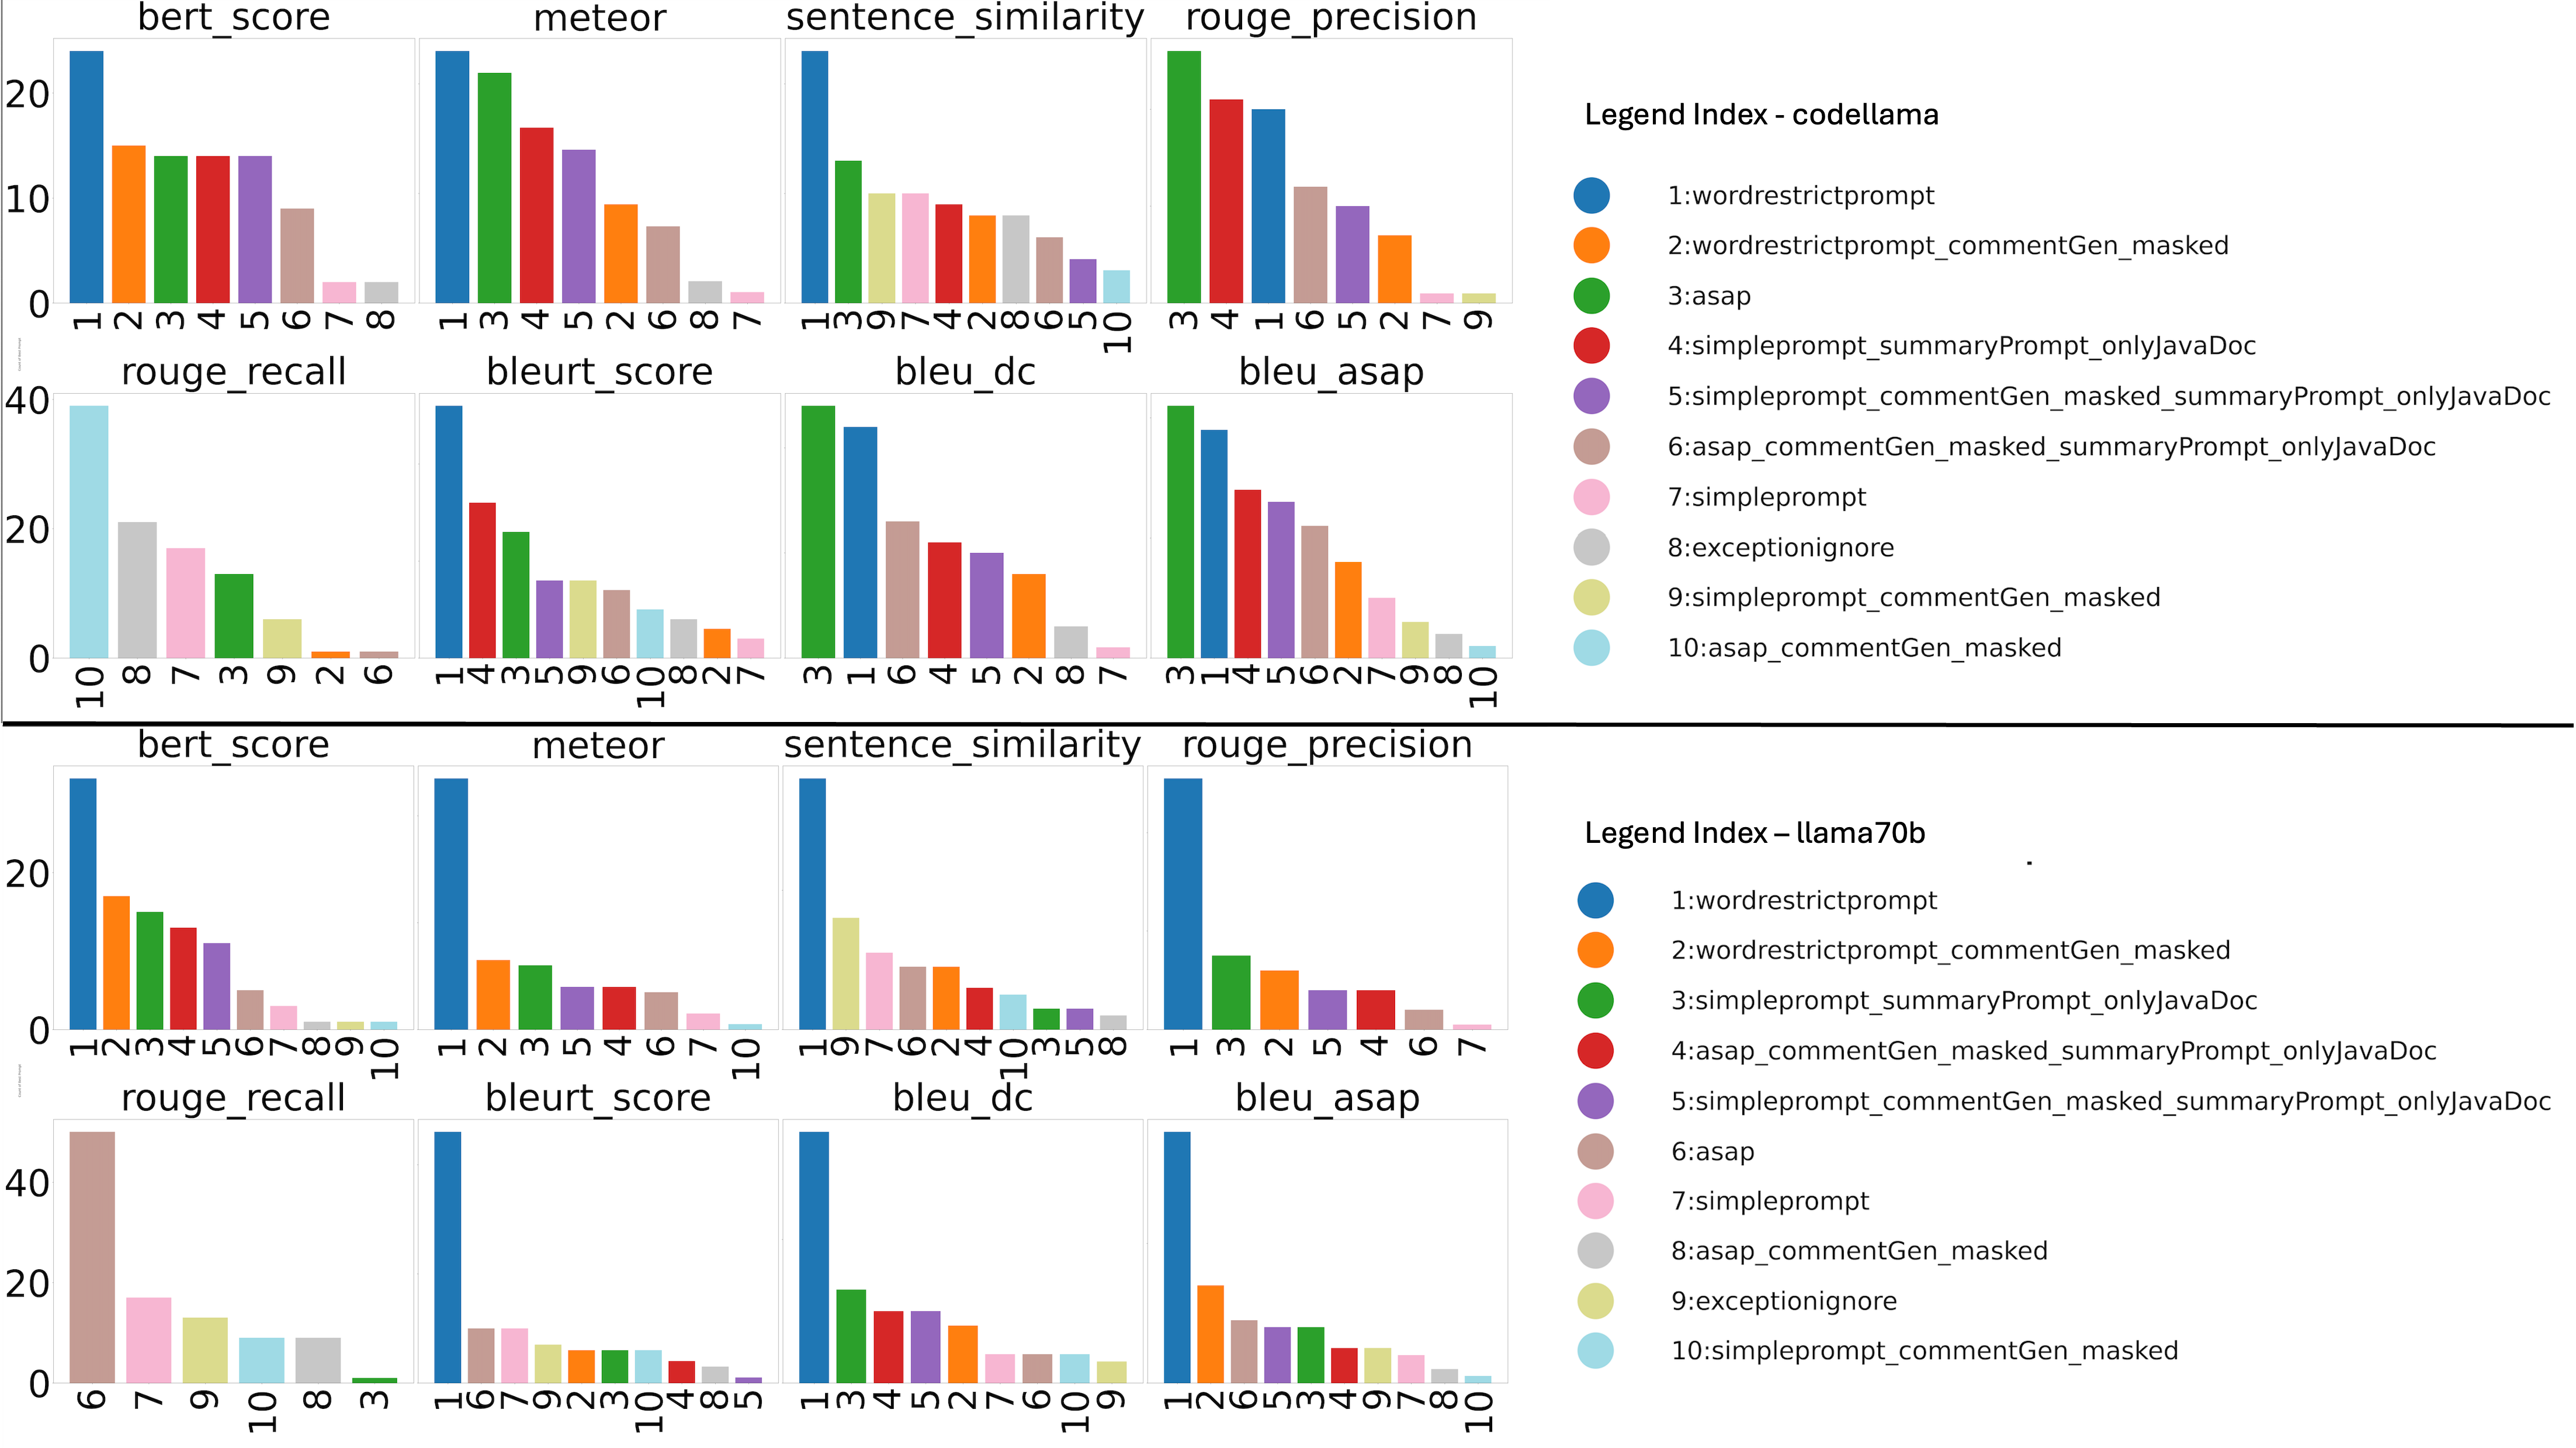 bert_score meteor sentence_similarity rouge_precision
20
10
0
1 2 3 4 5 6 7 8
1 3 4 5 2 6 8 7
1 3 9 7 4 2 8 6 5 10
3 4 1 6 5 2 7 9
rouge_recall bleurt_score bleu_dc bleu_asap
40
20
0
10 8 7 3 9 2 6
1 4 3 5 9 6 10 8 2 7
3 1 6 4 5 2 8 7
3 1 4 5 6 2 7 9 8 10
Legend Index - codellama
1:wordrestrictprompt
2:wordrestrictprompt_commentGen_masked
3:asap
4:simpleprompt_summaryPrompt_onlyJavaDoc
5:simpleprompt_commentGen_masked_summaryPrompt_onlyJavaDoc
6:asap_commentGen_masked_summaryPrompt_onlyJavaDoc
7:simpleprompt
8:exceptionignore
9:simpleprompt_commentGen_masked
10:asap_commentGen_masked
bert_score meteor sentence_similarity rouge_precision
20
0
1 2 3 4 5 6 7 8 9 10
1 2 3 5 4 6 7 10
1 9 7 6 2 4 10 3 5 8
1 3 2 5 4 6 7
rouge_recall bleurt_score bleu_dc bleu_asap
40
20
0
6 7 9 10 8 3
1 6 7 9 2 3 10 4 8 5
1 3 4 5 2 7 6 10 9
1 2 6 5 3 4 9 7 8 10
Legend Index – llama70b
1:wordrestrictprompt
2:wordrestrictprompt_commentGen_masked
3:simpleprompt_summaryPrompt_onlyJavaDoc
4:asap_commentGen_masked_summaryPrompt_onlyJavaDoc
5:simpleprompt_commentGen_masked_summaryPrompt_onlyJavaDoc
6:asap
7:simpleprompt
8:asap_commentGen_masked
9:exceptionignore
10:simpleprompt_commentGen_masked